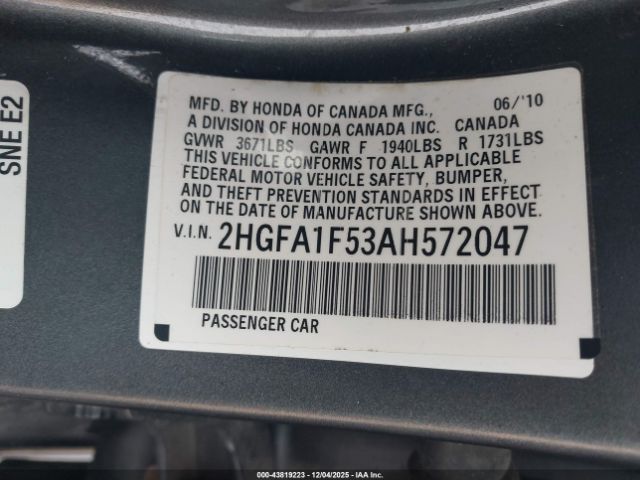 SNE E2
MFD. BY HONDA OF CANADA MFG., 06/'10
A DIVISION OF HONDA CANADA INC. CANADA
GVWR 3671LBS GAWR F 1940LBS R 1731LBS
THIS VEHICLE CONFORMS TO ALL APPLICABLE
FEDERAL MOTOR VEHICLE SAFETY, BUMPER,
AND THEFT PREVENTION STANDARDS IN EFFECT
ON THE DATE OF MANUFACTURE SHOWN ABOVE.
V.I.N. 2HGFA1F53AH572047
PASSENGER CAR
000-43819223 - 12/04/2025 - IAA Inc.